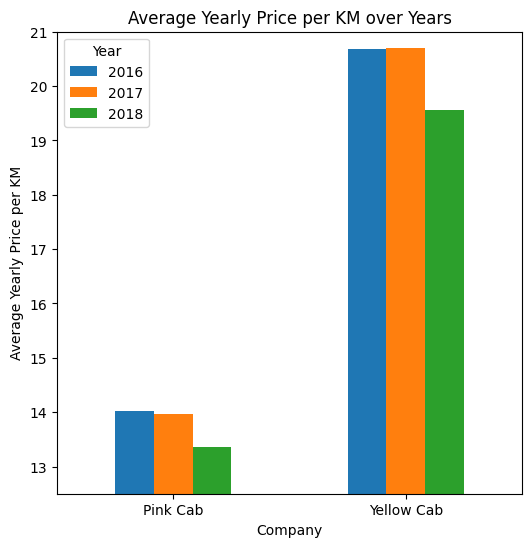 Average Yearly Price per KM over Years
Year
2016
2017
2018
21
20
19
18
17
16
15
14
13
Average Yearly Price per KM
Pink Cab
Yellow Cab
Company